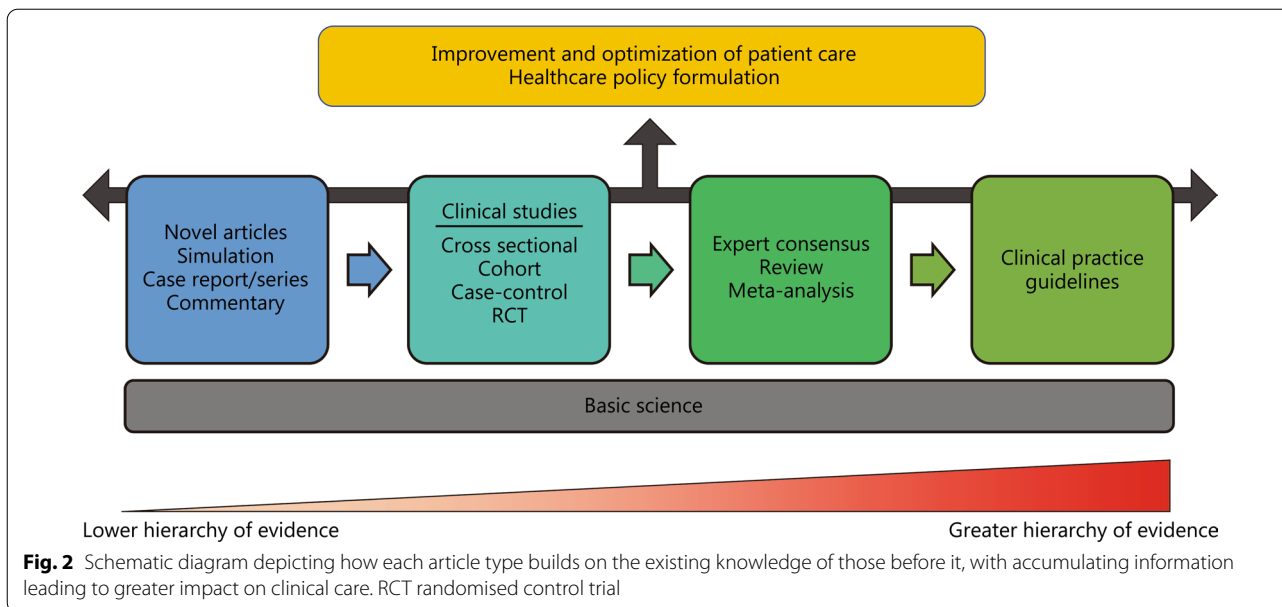 Improvement and optimization of patient care
Healthcare policy formulation
Novel articles
Simulation
Case report/series
Commentary
Clinical studies
Cross sectional
Cohort
Case-control
RCT
Expert consensus
Review
Meta-analysis
Clinical practice
guidelines
Basic science
Lower hierarchy of evidence
Greater hierarchy of evidence
Fig. 2 Schematic diagram depicting how each article type builds on the existing knowledge of those before it, with accumulating information
leading to greater impact on clinical care. RCT randomised control trial